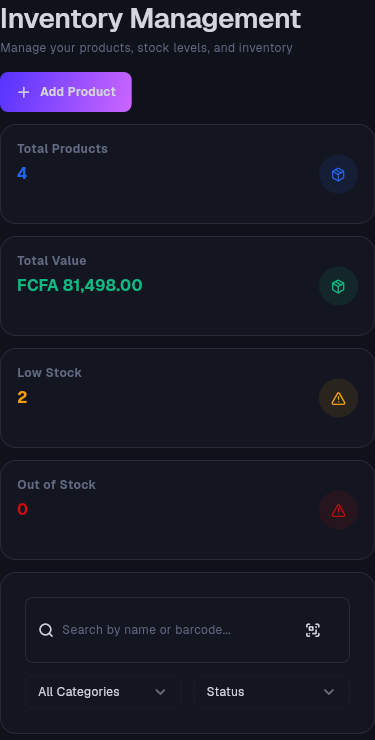 Inventory Management
Manage your products, stock levels, and inventory
Add Product
Total Products
4
Total Value
FCFA 81,498.00
Low Stock
2
Out of Stock
0
Search by name or barcode...
All Categories
Status